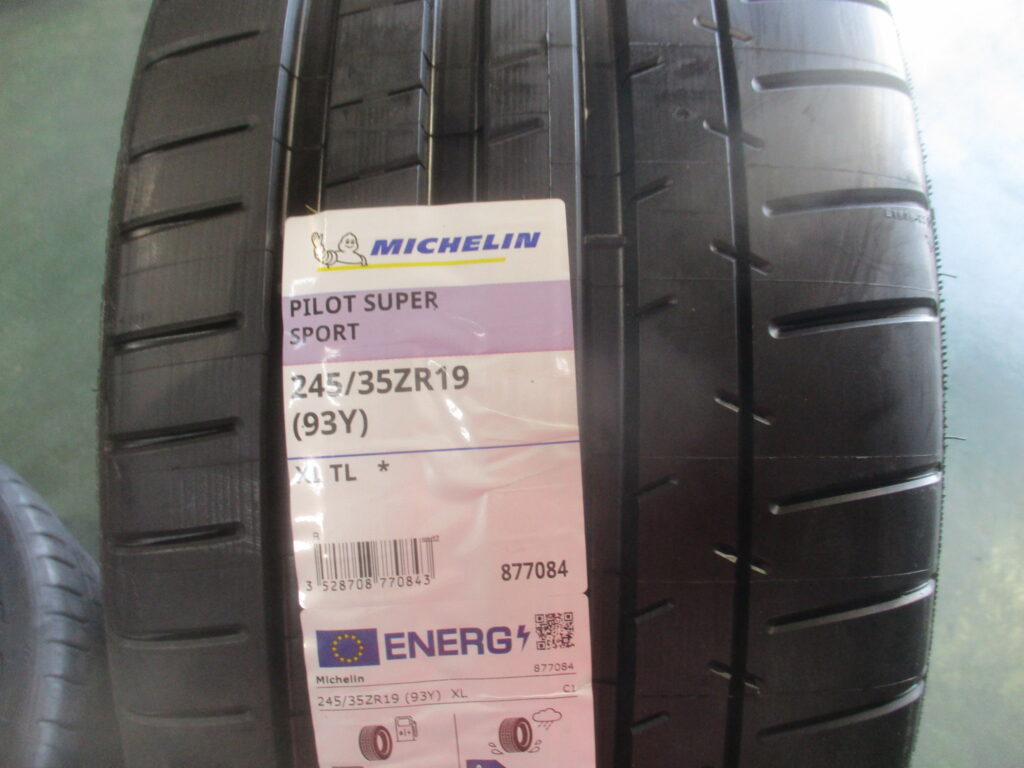 MICHELIN
PILOT SUPER
SPORT
245/35ZR19
(93Y)
XL TL *
3 528708 770843
877084
ENERG
877084
Michelin
245/35ZR19 (93Y) XL
C1